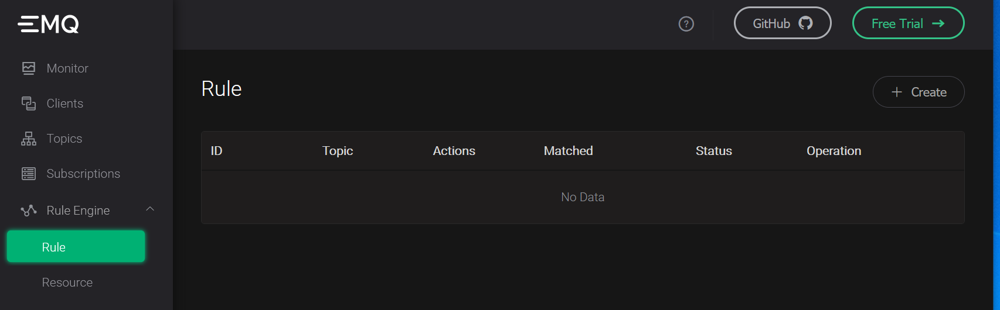 EMQ
GitHub
Free Trial
Monitor
Clients
Topics
Subscriptions
Rule Engine
Rule
Resource
Rule
Create
ID Topic Actions Matched Status Operation
No Data